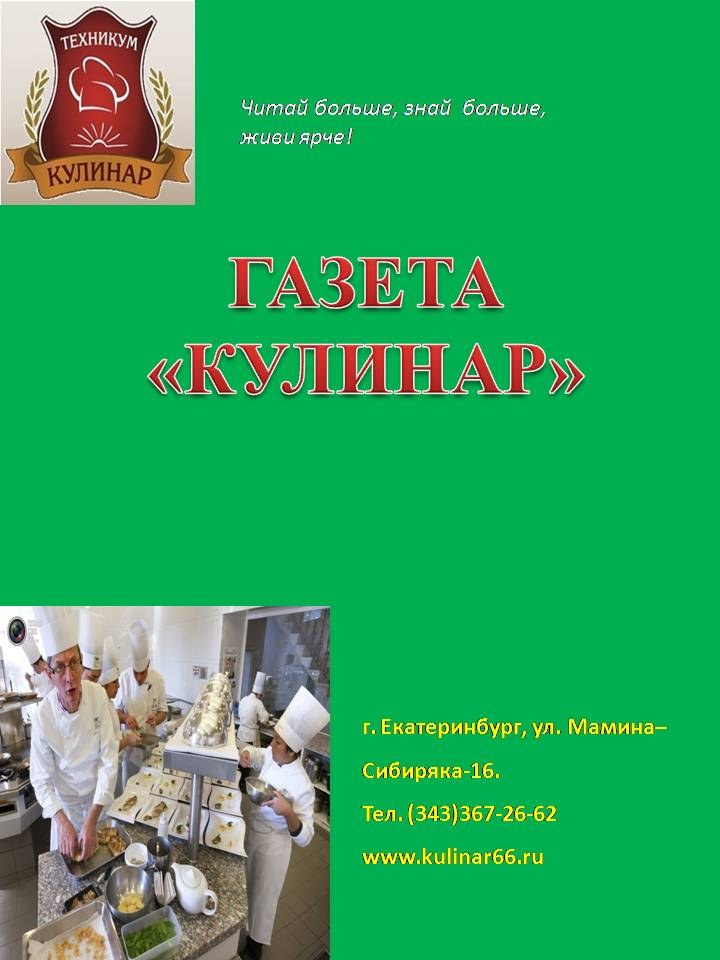 ТЕХНИКУМ
КУЛИНАР
Читай больше, знай больше,
живи ярче!
ГАЗЕТА
«КУЛИНАР»
г. Екатеринбург, ул. Мамина–
Сибиряка-16.
Тел. (343)367-26-62
www.kulinar66.ru